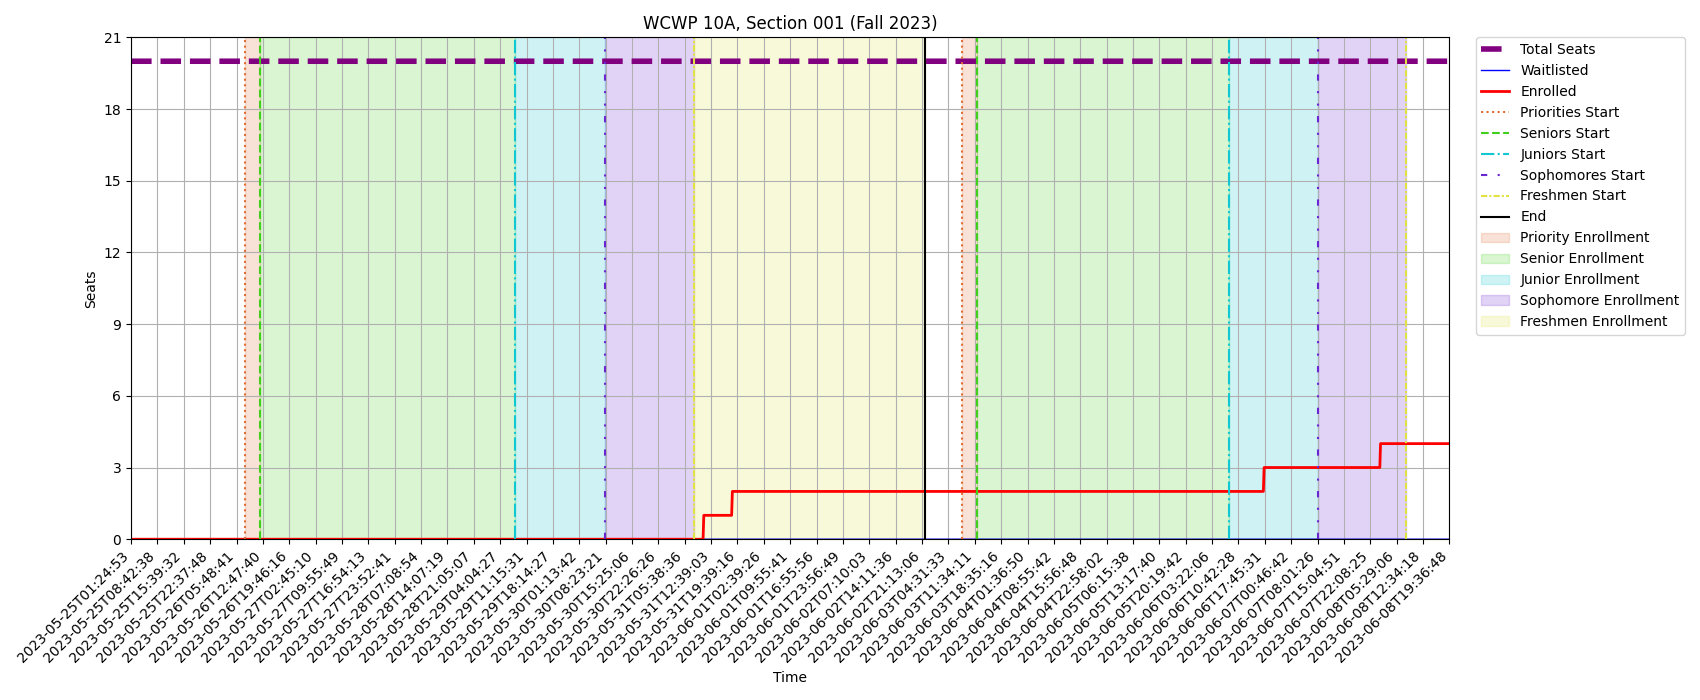 WCWP 10A, Section 001 (Fall 2023)
Seats
21
18
15
12
9
6
3
0
2023-05-25T01:24:53
2023-05-25T08:42:38
2023-05-25T15:39:32
2023-05-25T22:37:48
2023-05-26T05:48:41
2023-05-26T12:47:40
2023-05-26T19:46:16
2023-05-27T02:45:10
2023-05-27T09:55:49
2023-05-27T16:54:13
2023-05-27T23:52:41
2023-05-28T07:08:54
2023-05-28T14:07:19
2023-05-28T21:05:07
2023-05-29T04:04:27
2023-05-29T11:15:31
2023-05-29T18:14:27
2023-05-30T01:13:42
2023-05-30T08:23:21
2023-05-30T15:25:06
2023-05-30T22:26:26
2023-05-31T05:38:36
2023-05-31T12:39:03
2023-05-31T19:39:16
2023-06-01T02:39:26
2023-06-01T09:55:41
2023-06-01T16:55:56
2023-06-01T23:56:49
2023-06-02T07:10:03
2023-06-02T14:11:36
2023-06-02T21:13:06
2023-06-03T04:31:33
2023-06-03T11:34:11
2023-06-03T18:35:16
2023-06-04T01:36:50
2023-06-04T08:55:42
2023-06-04T15:56:48
2023-06-04T22:58:02
2023-06-05T06:15:38
2023-06-05T13:17:40
2023-06-05T20:19:42
2023-06-06T03:22:06
2023-06-06T10:42:28
2023-06-06T17:45:31
2023-06-07T00:46:42
2023-06-07T08:01:26
2023-06-07T15:04:51
2023-06-07T22:08:25
2023-06-08T05:29:06
2023-06-08T12:34:18
2023-06-08T19:36:48
Time
Total Seats
Waitlisted
Enrolled
Priorities Start
Seniors Start
Juniors Start
Sophomores Start
Freshmen Start
End
Priority Enrollment
Senior Enrollment
Junior Enrollment
Sophomore Enrollment
Freshmen Enrollment